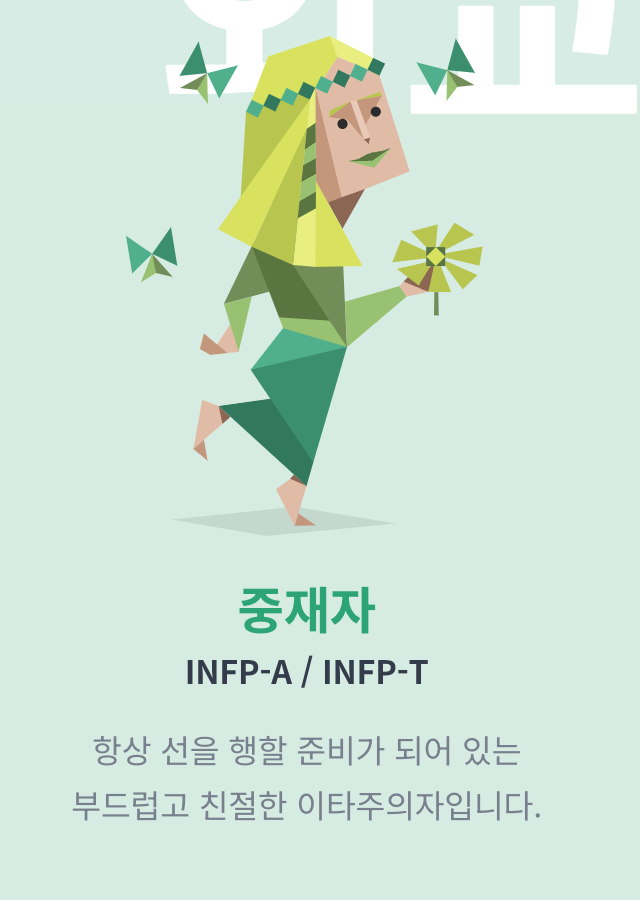 중재자
INFP-A / INFP-T
항상 선을 행할 준비가 되어 있는
부드럽고 친절한 이타주의자입니다.